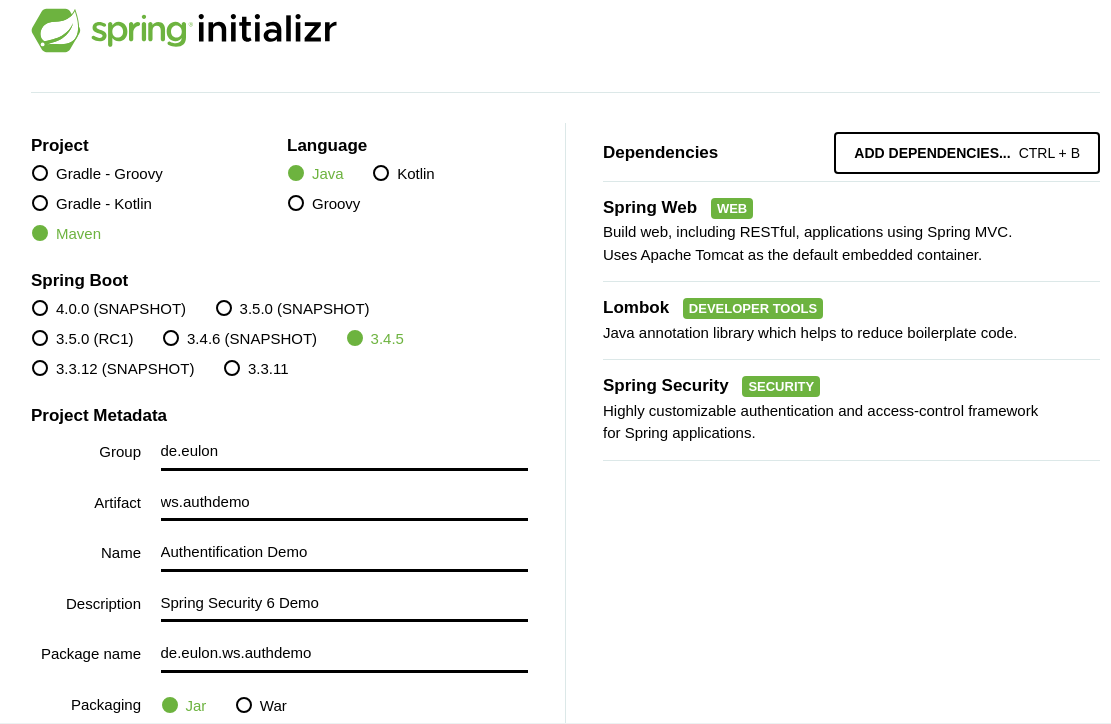 spring initializr
Project
Gradle - Groovy
Gradle - Kotlin
Maven
Language
Java Kotlin
Groovy
Spring Boot
4.0.0 (SNAPSHOT) 3.5.0 (SNAPSHOT)
3.5.0 (RC1) 3.4.6 (SNAPSHOT) 3.4.5
3.3.12 (SNAPSHOT) 3.3.11
Project Metadata
Group de.eulon
Artifact ws.authdemo
Name Authentification Demo
Description Spring Security 6 Demo
Package name de.eulon.ws.authdemo
Packaging Jar War
Dependencies ADD DEPENDENCIES... CTRL + B
Spring Web WEB
Build web, including RESTful, applications using Spring MVC.
Uses Apache Tomcat as the default embedded container.
Lombok DEVELOPER TOOLS
Java annotation library which helps to reduce boilerplate code.
Spring Security SECURITY
Highly customizable authentication and access-control framework
for Spring applications.